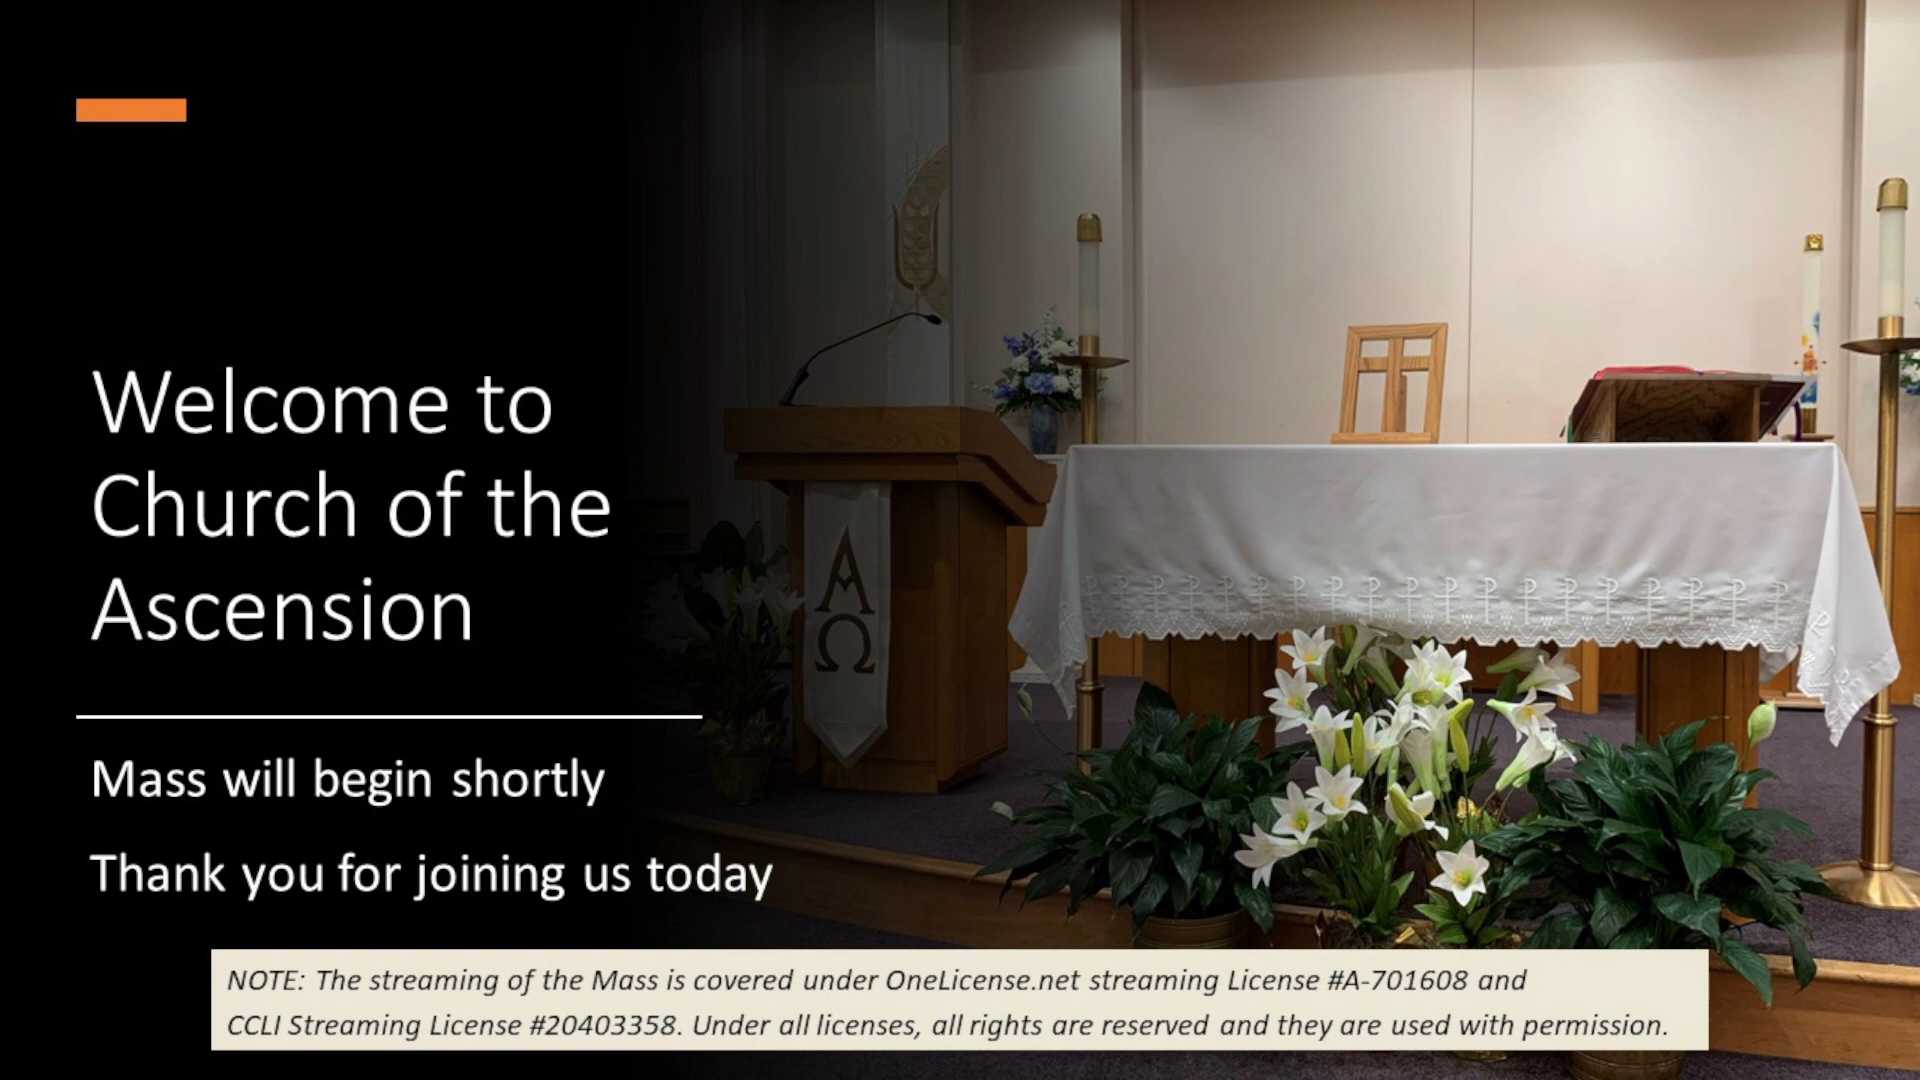 Welcome to
Church of the
Ascension
Mass will begin shortly
Thank you for joining us today
ΑΩ
NOTE: The streaming of the Mass is covered under OneLicense.net streaming License #A-701608 and
CCLI Streaming License #20403358. Under all licenses, all rights are reserved and they are used with permission.